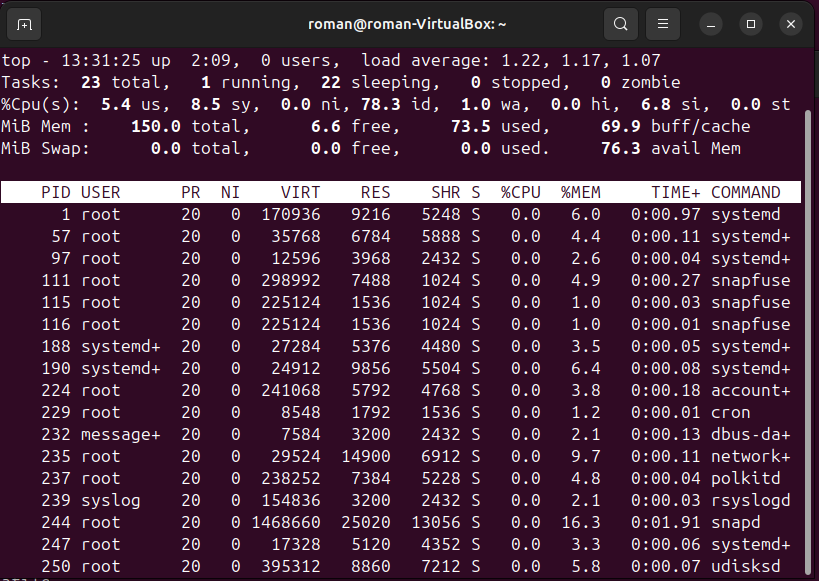 roman@roman-VirtualBox: ~
top - 13:31:25 up  2:09,  0 users,  load average: 1.22, 1.17, 1.07
Tasks:  23 total,   1 running,  22 sleeping,   0 stopped,   0 zombie
%Cpu(s):  5.4 us,  8.5 sy,  0.0 ni, 78.3 id,  1.0 wa,  0.0 hi,  6.8 si,  0.0 st
MiB Mem :    150.0 total,      6.6 free,     73.5 used,     69.9 buff/cache
MiB Swap:      0.0 total,      0.0 free,      0.0 used.     76.3 avail Mem
PID USER      PR  NI    VIRT    RES    SHR S  %CPU  %MEM     TIME+ COMMAND
1 root      20   0  170936   9216   5248 S   0.0   6.0   0:00.97 systemd
57 root      20   0   35768   6784   5888 S   0.0   4.4   0:00.11 systemd+
97 root      20   0   12596   3968   2432 S   0.0   2.6   0:00.04 systemd+
111 root      20   0  298992   7488   1024 S   0.0   4.9   0:00.27 snapfuse
115 root      20   0  225124   1536   1024 S   0.0   1.0   0:00.03 snapfuse
116 root      20   0  225124   1536   1024 S   0.0   1.0   0:00.01 snapfuse
188 systemd+  20   0   27284   5376   4480 S   0.0   3.5   0:00.05 systemd+
190 systemd+  20   0   24912   9856   5504 S   0.0   6.4   0:00.08 systemd+
224 root      20   0  241068   5792   4768 S   0.0   3.8   0:00.18 account+
229 root      20   0    8548   1792   1536 S   0.0   1.2   0:00.01 cron
232 message+  20   0    7584   3200   2432 S   0.0   2.1   0:00.13 dbus-da+
235 root      20   0   29524  14900   6912 S   0.0   9.7   0:00.11 network+
237 root      20   0  238252   7384   5228 S   0.0   4.8   0:00.04 polkitd
239 syslog    20   0  154836   3200   2432 S   0.0   2.1   0:00.03 rsyslogd
244 root      20   0 1468660  25020  13056 S   0.0  16.3   0:01.91 snapd
247 root      20   0   17328   5120   4352 S   0.0   3.3   0:00.06 systemd+
250 root      20   0  395312   8860   7212 S   0.0   5.8   0:00.07 udisksd